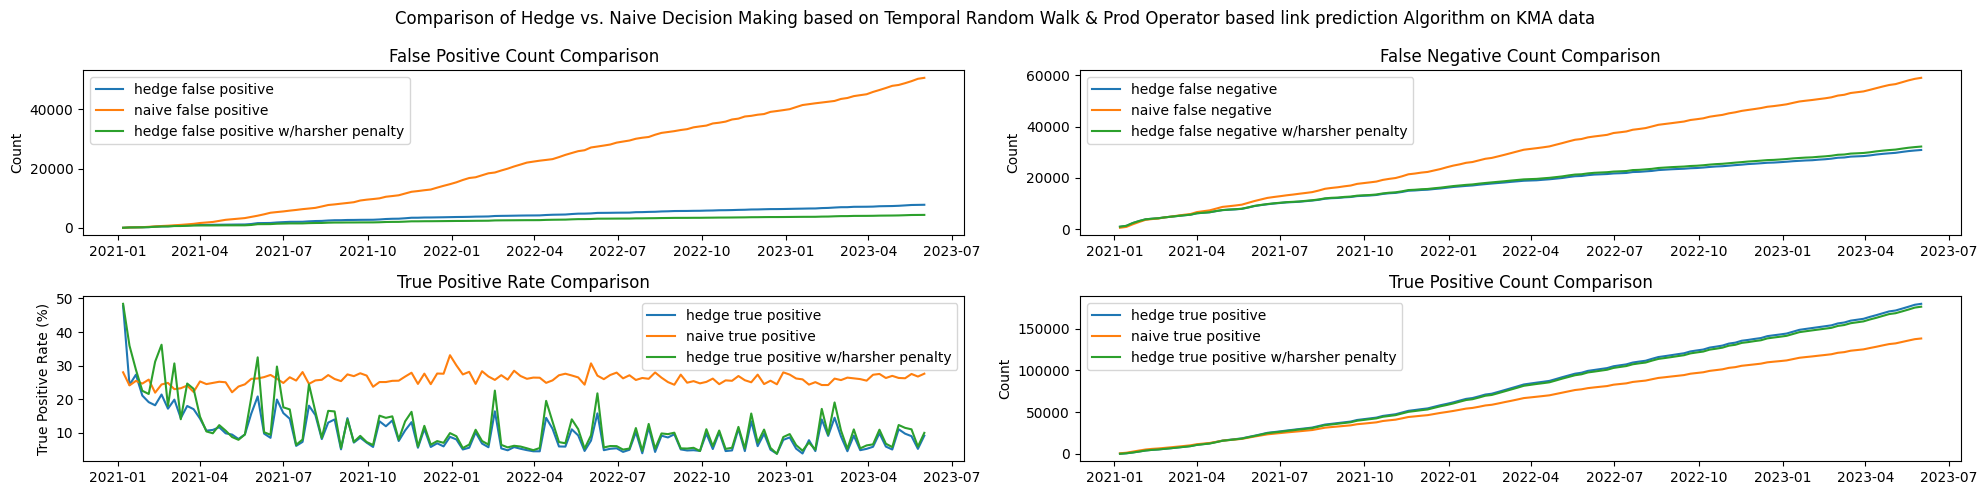 Comparison of Hedge vs. Naive Decision Making based on Temporal Random Walk & Prod Operator based link prediction Algorithm on KMA data
False Positive Count Comparison
hedge false positive
naive false positive
hedge false positive w/harsher penalty
Count
40000
20000
0
2021-01 2021-04 2021-07 2021-10 2022-01 2022-04 2022-07 2022-10 2023-01 2023-04 2023-07
False Negative Count Comparison
hedge false negative
naive false negative
hedge false negative w/harsher penalty
Count
60000
40000
20000
0
2021-01 2021-04 2021-07 2021-10 2022-01 2022-04 2022-07 2022-10 2023-01 2023-04 2023-07
True Positive Rate Comparison
hedge true positive
naive true positive
hedge true positive w/harsher penalty
True Positive Rate (%)
50
40
30
20
10
2021-01 2021-04 2021-07 2021-10 2022-01 2022-04 2022-07 2022-10 2023-01 2023-04 2023-07
True Positive Count Comparison
hedge true positive
naive true positive
hedge true positive w/harsher penalty
Count
150000
100000
50000
0
2021-01 2021-04 2021-07 2021-10 2022-01 2022-04 2022-07 2022-10 2023-01 2023-04 2023-07